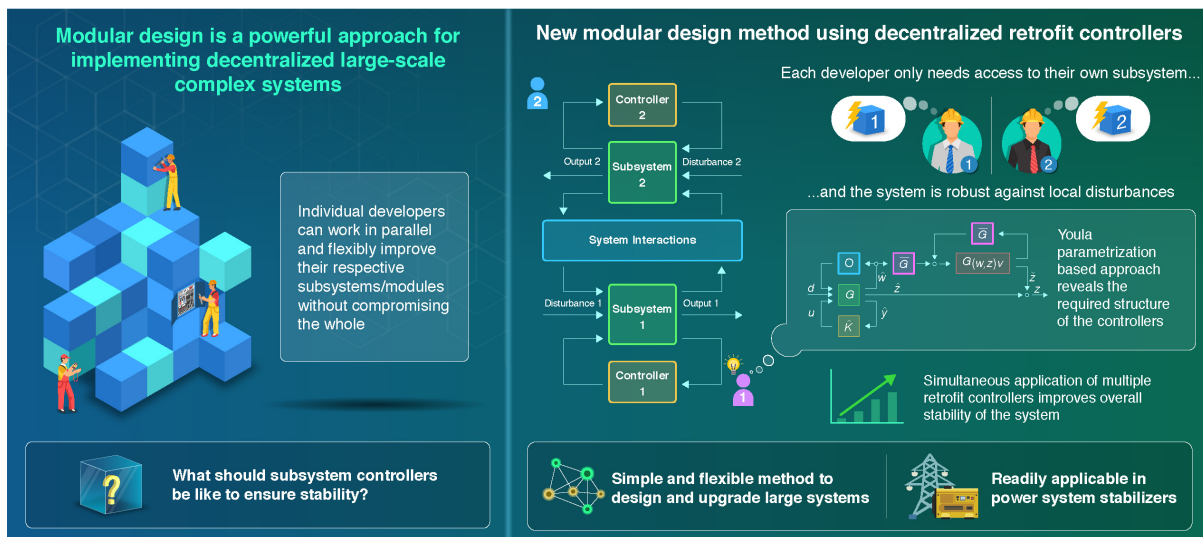 Modular design is a powerful approach for
implementing decentralized large-scale
complex systems
Individual developers
can work in parallel
and flexibly improve
their respective
subsystems/modules
without compromising
the whole
?
What should subsystem controllers
be like to ensure stability?
New modular design method using decentralized retrofit controllers
2
Controller
2
Output 2
Subsystem
2
Disturbance 2
System Interactions
Disturbance 1
Subsystem
1
Output 1
Controller
1
1
Each developer only needs access to their own subsystem...
1
2
1
2
...and the system is robust against local disturbances
G̅
O
ŵ
G̅
G(w,z)v
ž
d
G
ẑ
z
u
K̂
ŷ
Youla
parametrization
based approach
reveals the
required structure
of the controllers
Simultaneous application of multiple
retrofit controllers improves overall
stability of the system
Simple and flexible method to
design and upgrade large systems
Readily applicable in
power system stabilizers